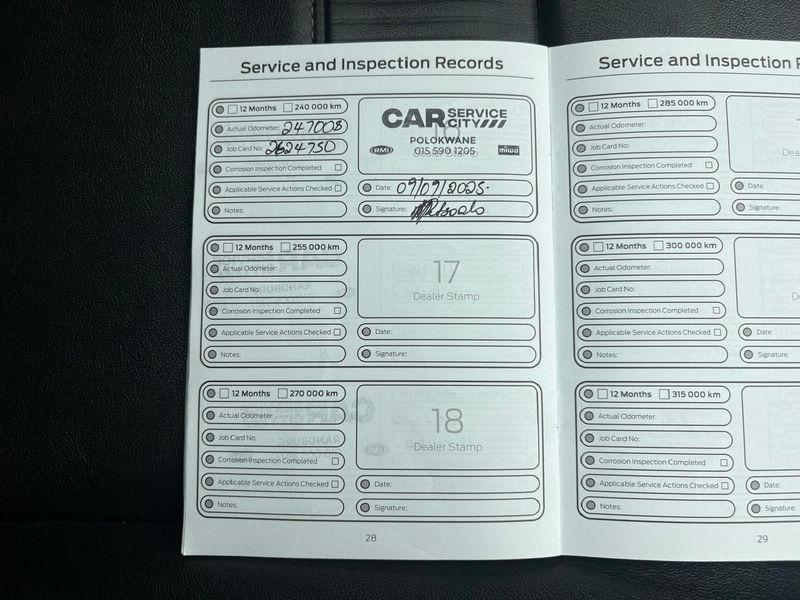 Service and Inspection Records
12 Months 240 000 km
Actual Odometer: 247008
Job Card No: 2624750
Corrosion Inspection Completed
Applicable Service Actions Checked
Notes:
CAR SERVICE CITY
POLOKWANE
015 590 1205
RMI
miwa
16
Dealer Stamp
Date: 09/09/2025
Signature:
12 Months 255 000 km
Actual Odometer:
Job Card No:
Corrosion Inspection Completed
Applicable Service Actions Checked
Notes:
17
Dealer Stamp
Date:
Signature:
12 Months 270 000 km
Actual Odometer:
Job Card No:
Corrosion Inspection Completed
Applicable Service Actions Checked
Notes:
18
Dealer Stamp
Date:
Signature:
28
Service and Inspection
12 Months 285 000 km
Actual Odometer:
Job Card No:
Corrosion Inspection Completed
Applicable Service Actions Checked
Notes:
Date:
Signature:
12 Months 300 000 km
Actual Odometer:
Job Card No:
Corrosion Inspection Completed
Applicable Service Actions Checked
Notes:
Date:
Signature:
12 Months 315 000 km
Actual Odometer:
Job Card No:
Corrosion Inspection Completed
Applicable Service Actions Checked
Notes:
Date:
Signature:
29